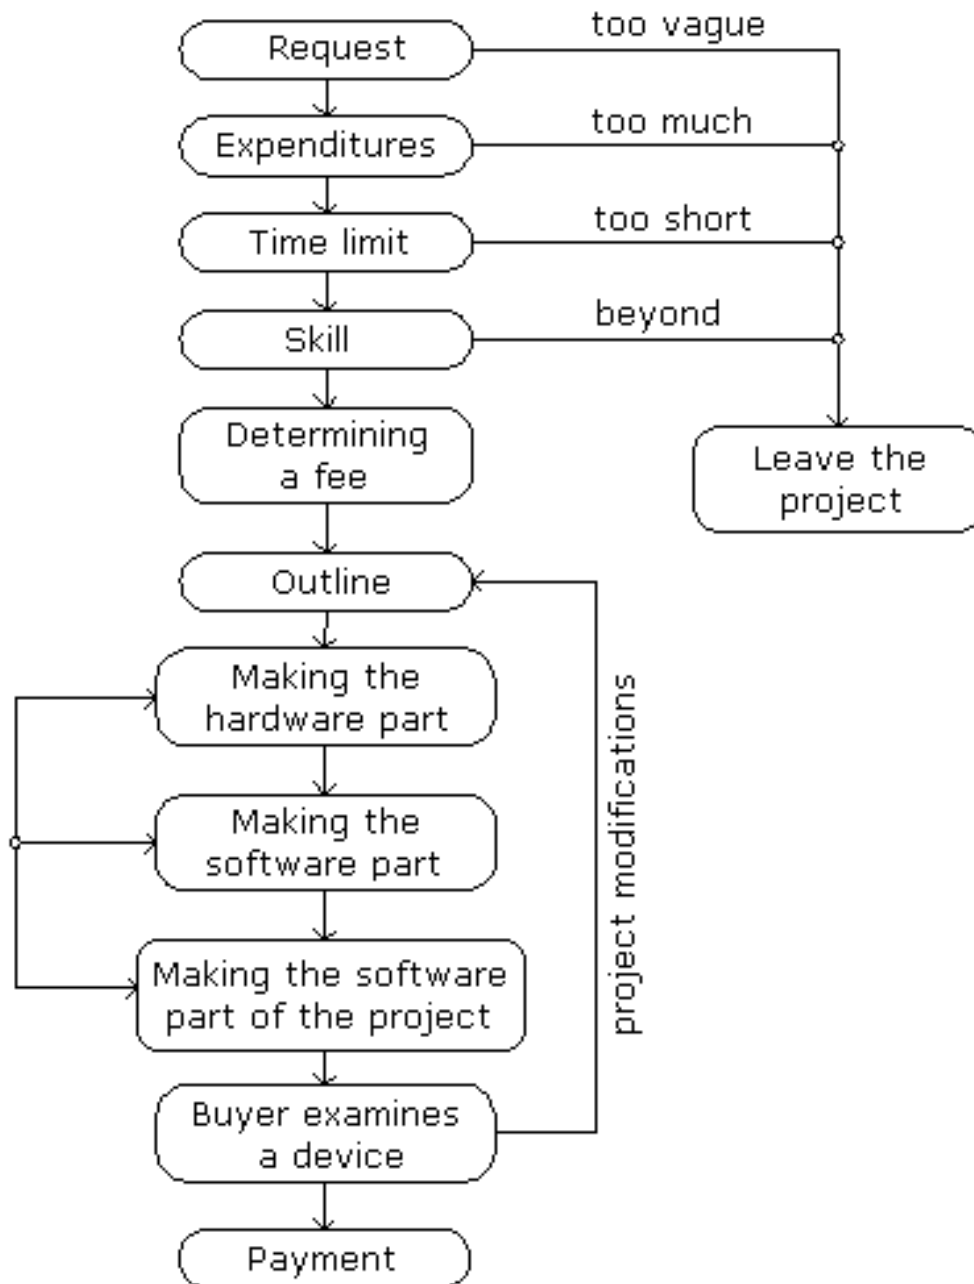 too vague
Request
too much
Expenditures
too short
Time limit
beyond
Skill
Determining
a fee
Leave the
project
Outline
Making the
hardware part
project modifications
Making the
software part
Making the software
part of the project
Buyer examines
a device
Payment